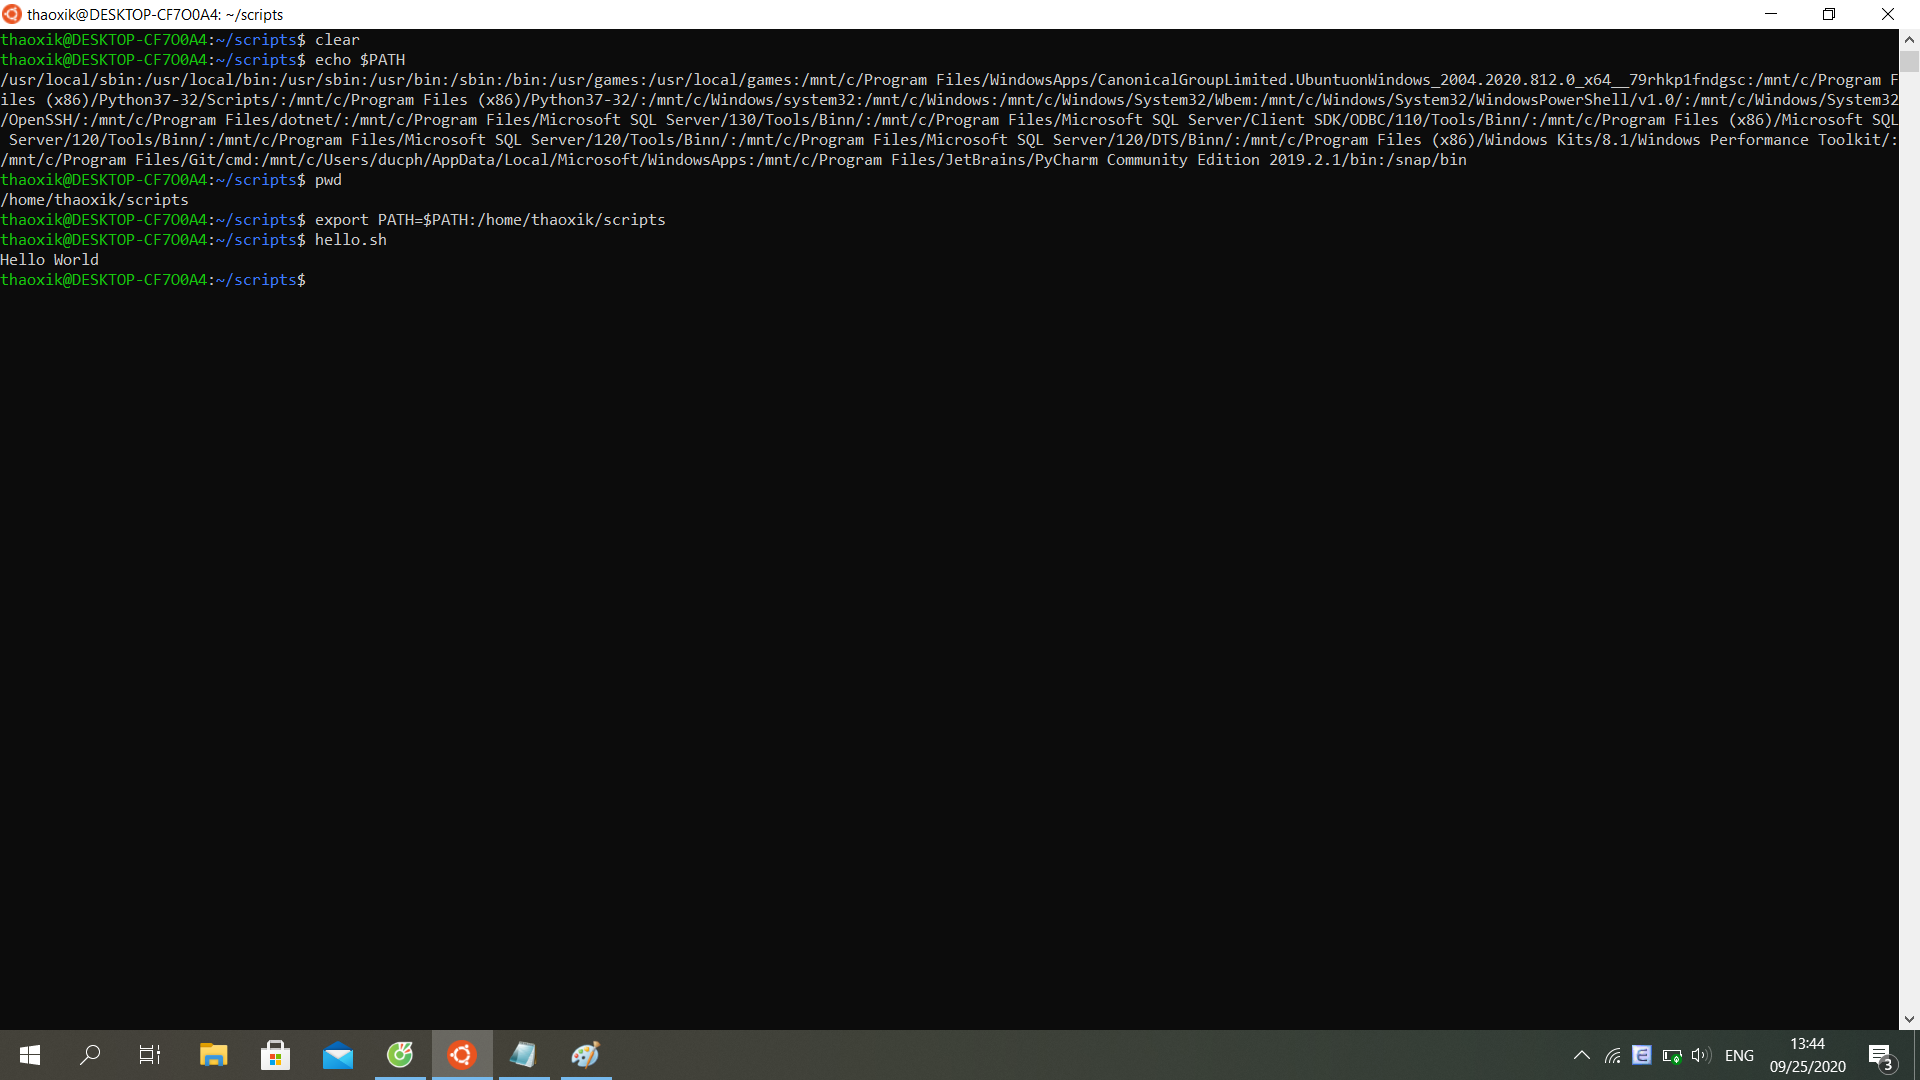 thaoxik@DESKTOP-CF7O0A4: ~/scripts
thaoxik@DESKTOP-CF7O0A4:~/scripts$ clear
thaoxik@DESKTOP-CF7O0A4:~/scripts$ echo $PATH
/usr/local/sbin:/usr/local/bin:/usr/sbin:/usr/bin:/sbin:/bin:/usr/games:/usr/local/games:/mnt/c/Program Files/WindowsApps/CanonicalGroupLimited.UbuntuonWindows_2004.2020.812.0_x64__79rhkp1fndgsc:/mnt/c/Program F
iles (x86)/Python37-32/Scripts/:/mnt/c/Program Files (x86)/Python37-32/:/mnt/c/Windows/system32:/mnt/c/Windows:/mnt/c/Windows/System32/Wbem:/mnt/c/Windows/System32/WindowsPowerShell/v1.0/:/mnt/c/Windows/System32
/OpenSSH/:/mnt/c/Program Files/dotnet/:/mnt/c/Program Files/Microsoft SQL Server/130/Tools/Binn/:/mnt/c/Program Files/Microsoft SQL Server/Client SDK/ODBC/110/Tools/Binn/:/mnt/c/Program Files (x86)/Microsoft SQL
 Server/120/Tools/Binn/:/mnt/c/Program Files/Microsoft SQL Server/120/Tools/Binn/:/mnt/c/Program Files/Microsoft SQL Server/120/DTS/Binn/:/mnt/c/Program Files (x86)/Windows Kits/8.1/Windows Performance Toolkit/:
/mnt/c/Program Files/Git/cmd:/mnt/c/Users/ducph/AppData/Local/Microsoft/WindowsApps:/mnt/c/Program Files/JetBrains/PyCharm Community Edition 2019.2.1/bin:/snap/bin
thaoxik@DESKTOP-CF7O0A4:~/scripts$ pwd
/home/thaoxik/scripts
thaoxik@DESKTOP-CF7O0A4:~/scripts$ export PATH=$PATH:/home/thaoxik/scripts
thaoxik@DESKTOP-CF7O0A4:~/scripts$ hello.sh
Hello World
thaoxik@DESKTOP-CF7O0A4:~/scripts$
ENG
13:44
09/25/2020
3